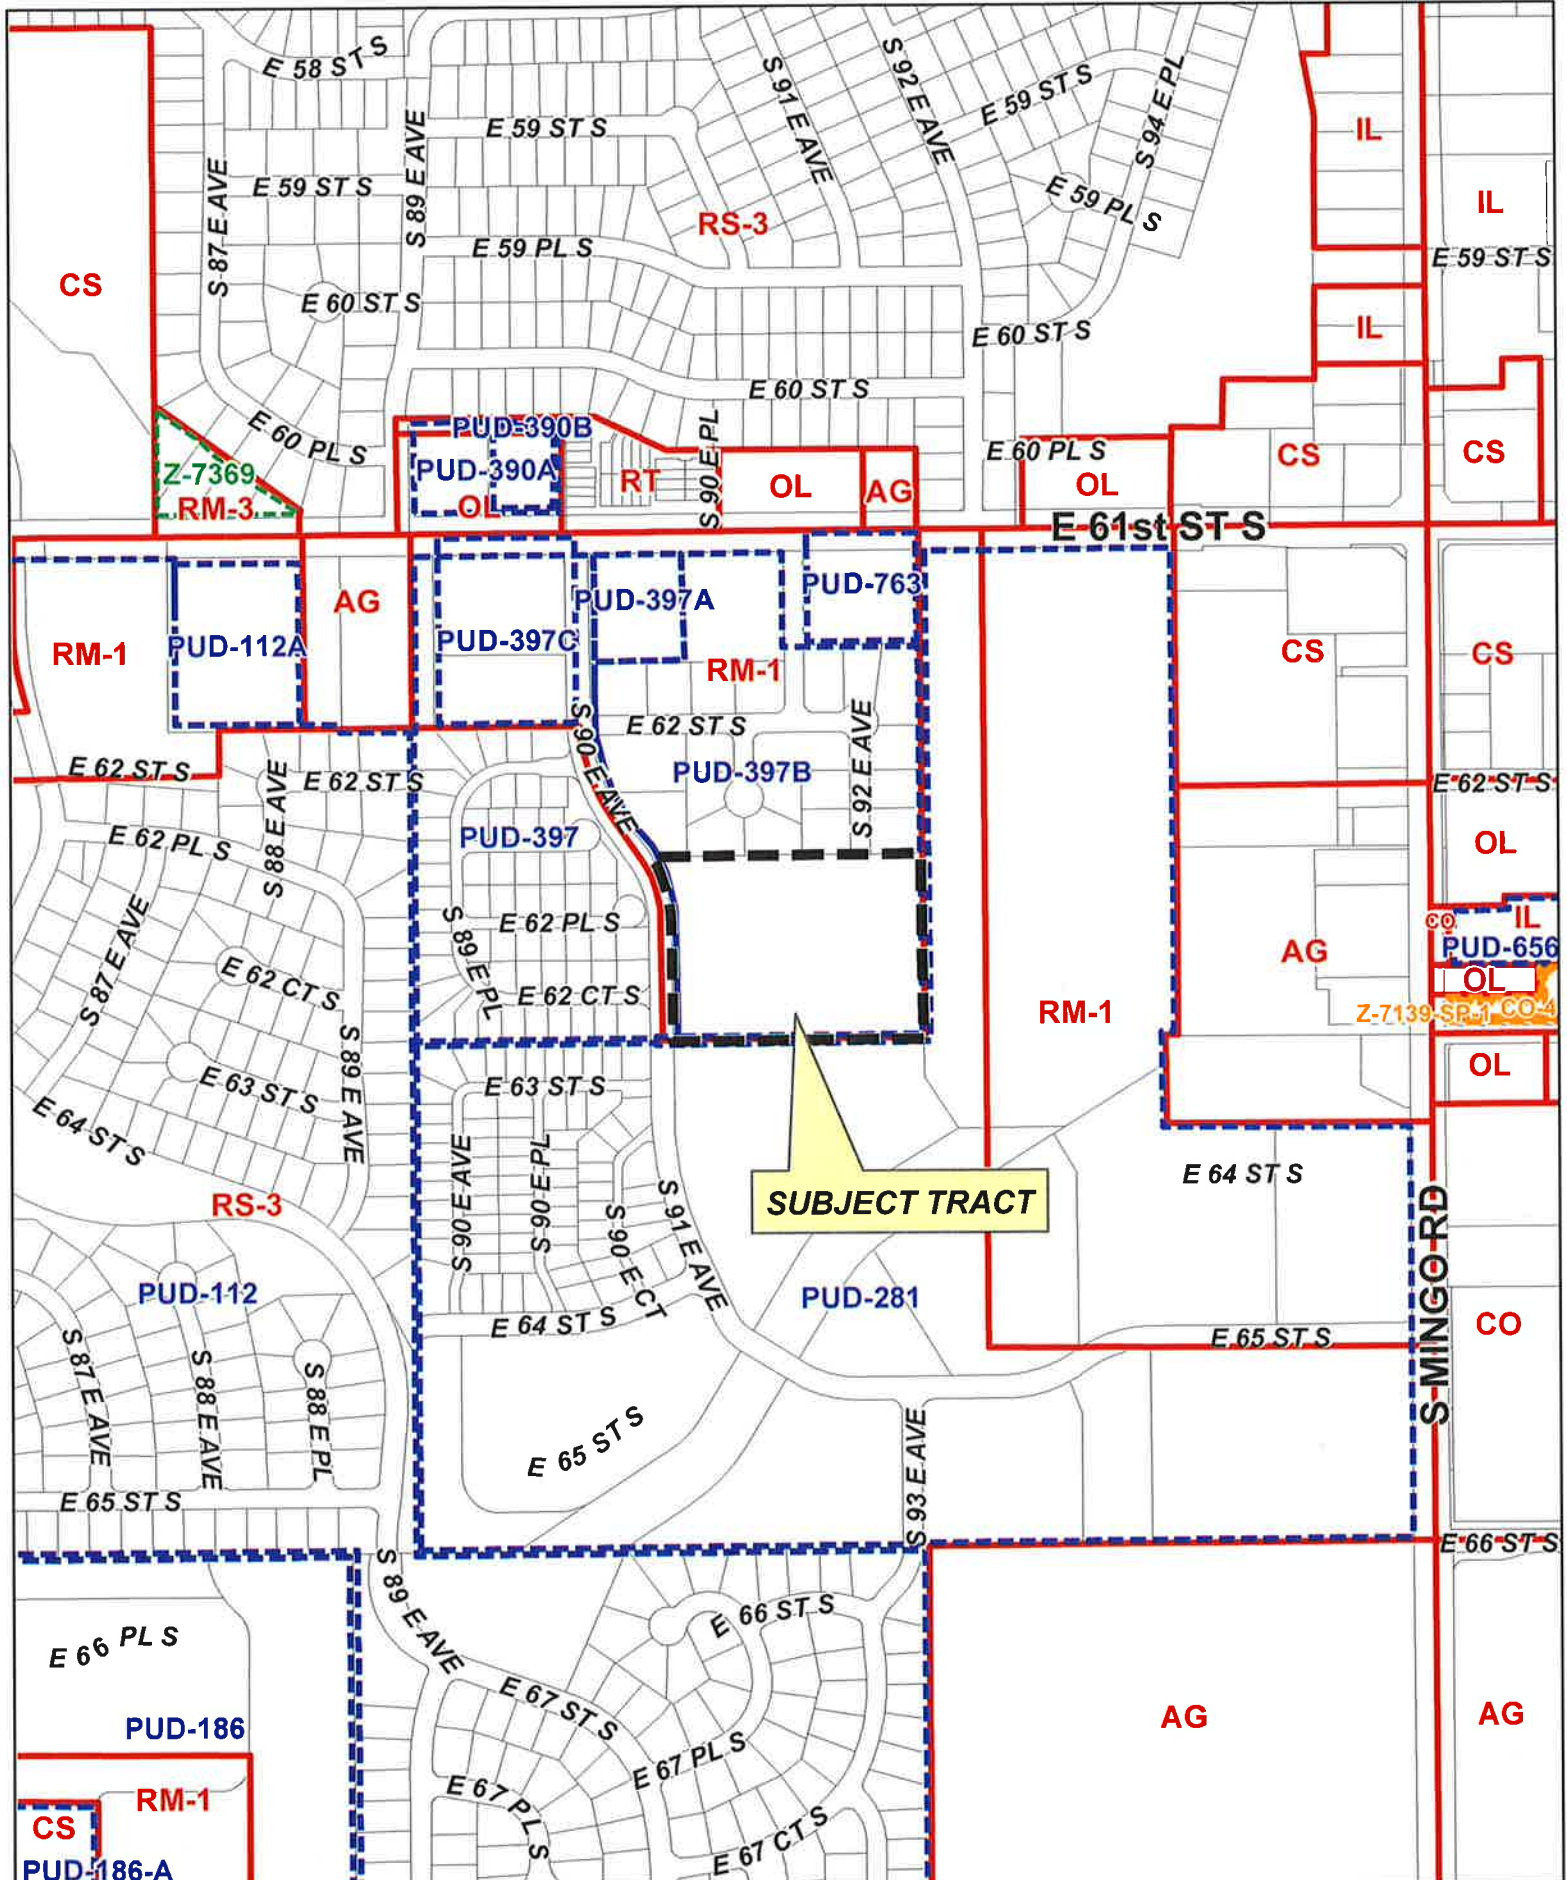 E 58 ST S
S 91 E AVE
S 92 E AVE
E 59 ST S
S 94 E PL
IL
E 59 ST S
S 89 E AVE
S 87 E AVE
E 59 ST S
E 59 PL S
IL
RS-3
E 59 PL S
E 59 ST S
CS
E 60 ST S
E 60 ST S
IL
E 60 ST S
E 60 PL S
PUD-390B
S 90 E PL
E 60 PL S
CS
CS
Z-7369
PUD-390A
RT
OL
AG
OL
RM-3
OL
E 61st ST S
PUD-763
AG
PUD-397A
RM-1
PUD-112A
PUD-397C
RM-1
CS
CS
S 90 E AVE
E 62 ST S
S 92 E AVE
E 62 ST S
S 88 E AVE
E 62 ST S
PUD-397B
E 62 ST S
E 62 PL S
PUD-397
OL
S 87 E AVE
S 89 E PL
E 62 PL S
CO
IL
PUD-656
AG
E 62 CT S
E 62 CT S
OL
RM-1
Z-7139-SP-1
CO-4
S 89 E AVE
E 63 ST S
E 63 ST S
OL
E 64 ST S
S 90 E AVE
S 90 E PL
S 90 E CT
S 91 E AVE
SUBJECT TRACT
E 64 ST S
RS-3
S MINGO RD
PUD-112
PUD-281
E 64 ST S
E 65 ST S
CO
S 87 E AVE
S 88 E AVE
S 88 E PL
E 65 ST S
S 93 E AVE
E 65 ST S
E 66 ST S
S 89 E AVE
E 66 ST S
E 66 PL S
E 67 ST S
PUD-186
E 67 PL S
AG
AG
RM-1
E 67 PL S
CS
E 67 CT S
PUD-186-A